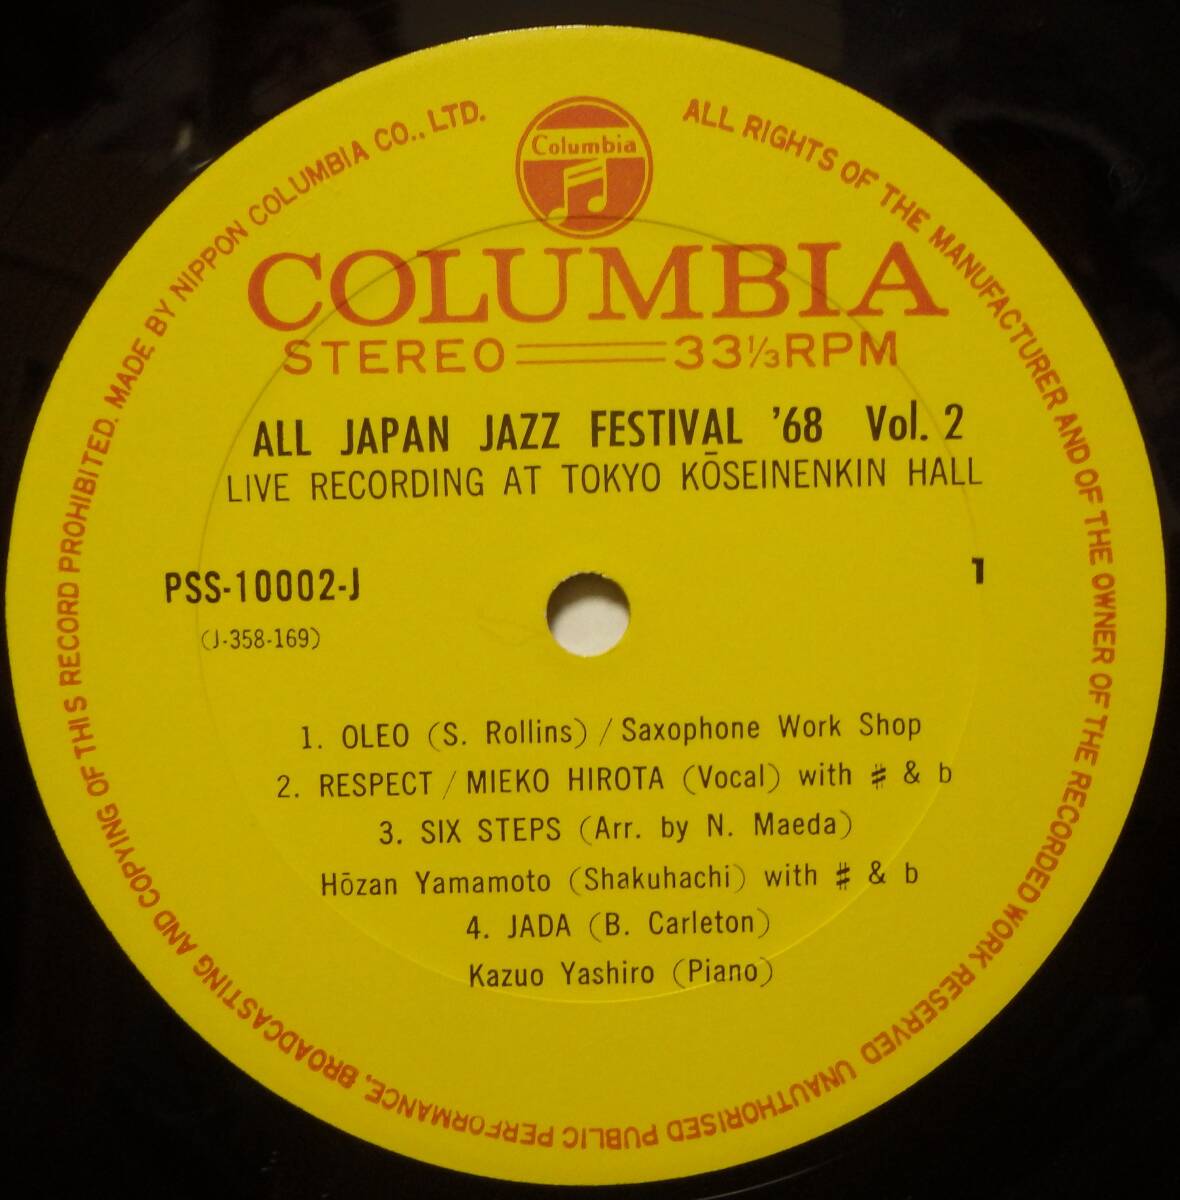 Columbia
COLUMBIA
STEREO 33⅓RPM
ALL JAPAN JAZZ FESTIVAL '68 Vol. 2
LIVE RECORDING AT TOKYO KŌSEINENKIN HALL
PSS-10002-J 1
(J-358-169)
1. OLEO (S. Rollins) / Saxophone Work Shop
2. RESPECT / MIEKO HIROTA (Vocal) with ♯ & b
3. SIX STEPS (Arr. by N. Maeda)
Hōzan Yamamoto (Shakuhachi) with ♯ & b
4. JADA (B. Carleton)
Kazuo Yashiro (Piano)
ALL RIGHTS OF THE MANUFACTURER AND OF THE OWNER OF THE RECORDED WORK RESERVED UNAUTHORISED PUBLIC PERFORMANCE, BROADCASTING AND COPYING OF THIS RECORD PROHIBITED. MADE BY NIPPON COLUMBIA CO., LTD.